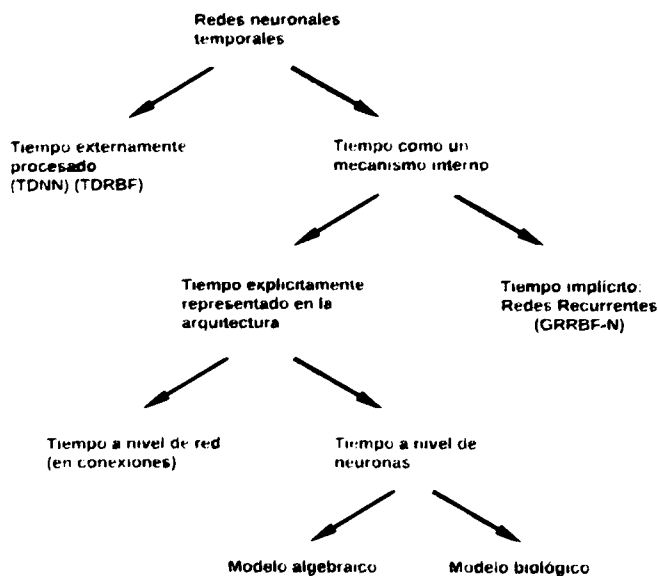 Redes neuronales
temporales
Tiempo externamente
procesado
(TDNN) (TDRBF)
Tiempo como un
mecanismo interno
Tiempo explicitamente
representado en la
arquitectura
Tiempo implícito:
Redes Recurrentes
(GRRBF-N)
Tiempo a nivel de red
(en conexiones)
Tiempo a nivel de
neuronas
Modelo algebraico
Modelo biológico